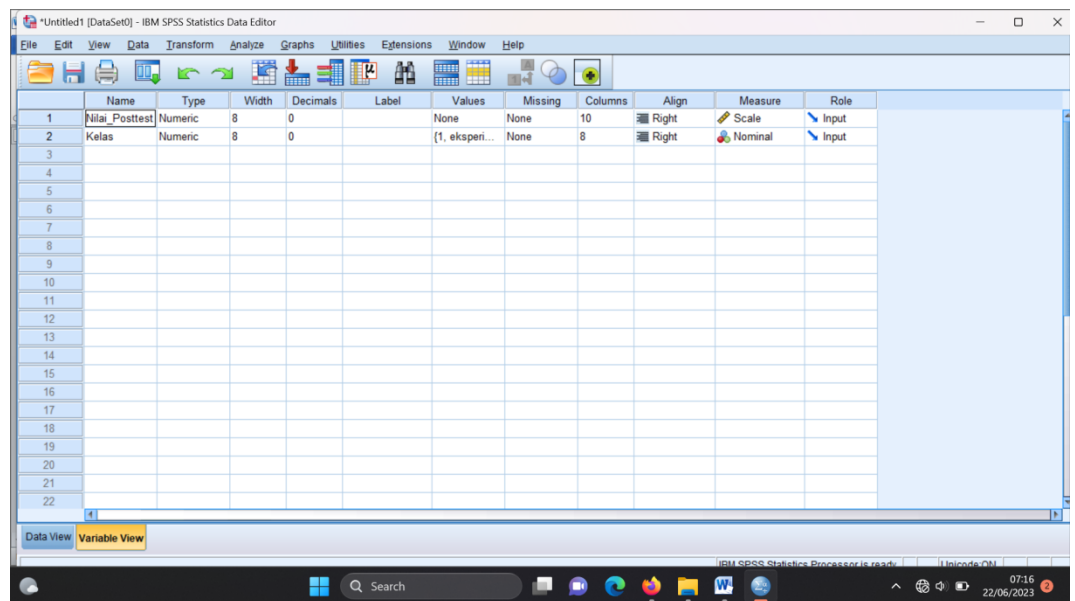 *Untitled1 [DataSet0] - IBM SPSS Statistics Data Editor
File Edit View Data Transform Analyze Graphs Utilities Extensions Window Help
Name Type Width Decimals Label Values Missing Columns Align Measure Role
1 Nilai_Posttest Numeric 8 0 None None 10 Right Scale Input
2 Kelas Numeric 8 0 {1, eksperi... None 8 Right Nominal Input
3
4
5
6
7
8
9
10
11
12
13
14
15
16
17
18
19
20
21
22
Data View Variable View
IBM SPSS Statistics Processor is ready Unicode:ON
Search
07:16
22/06/2023 2